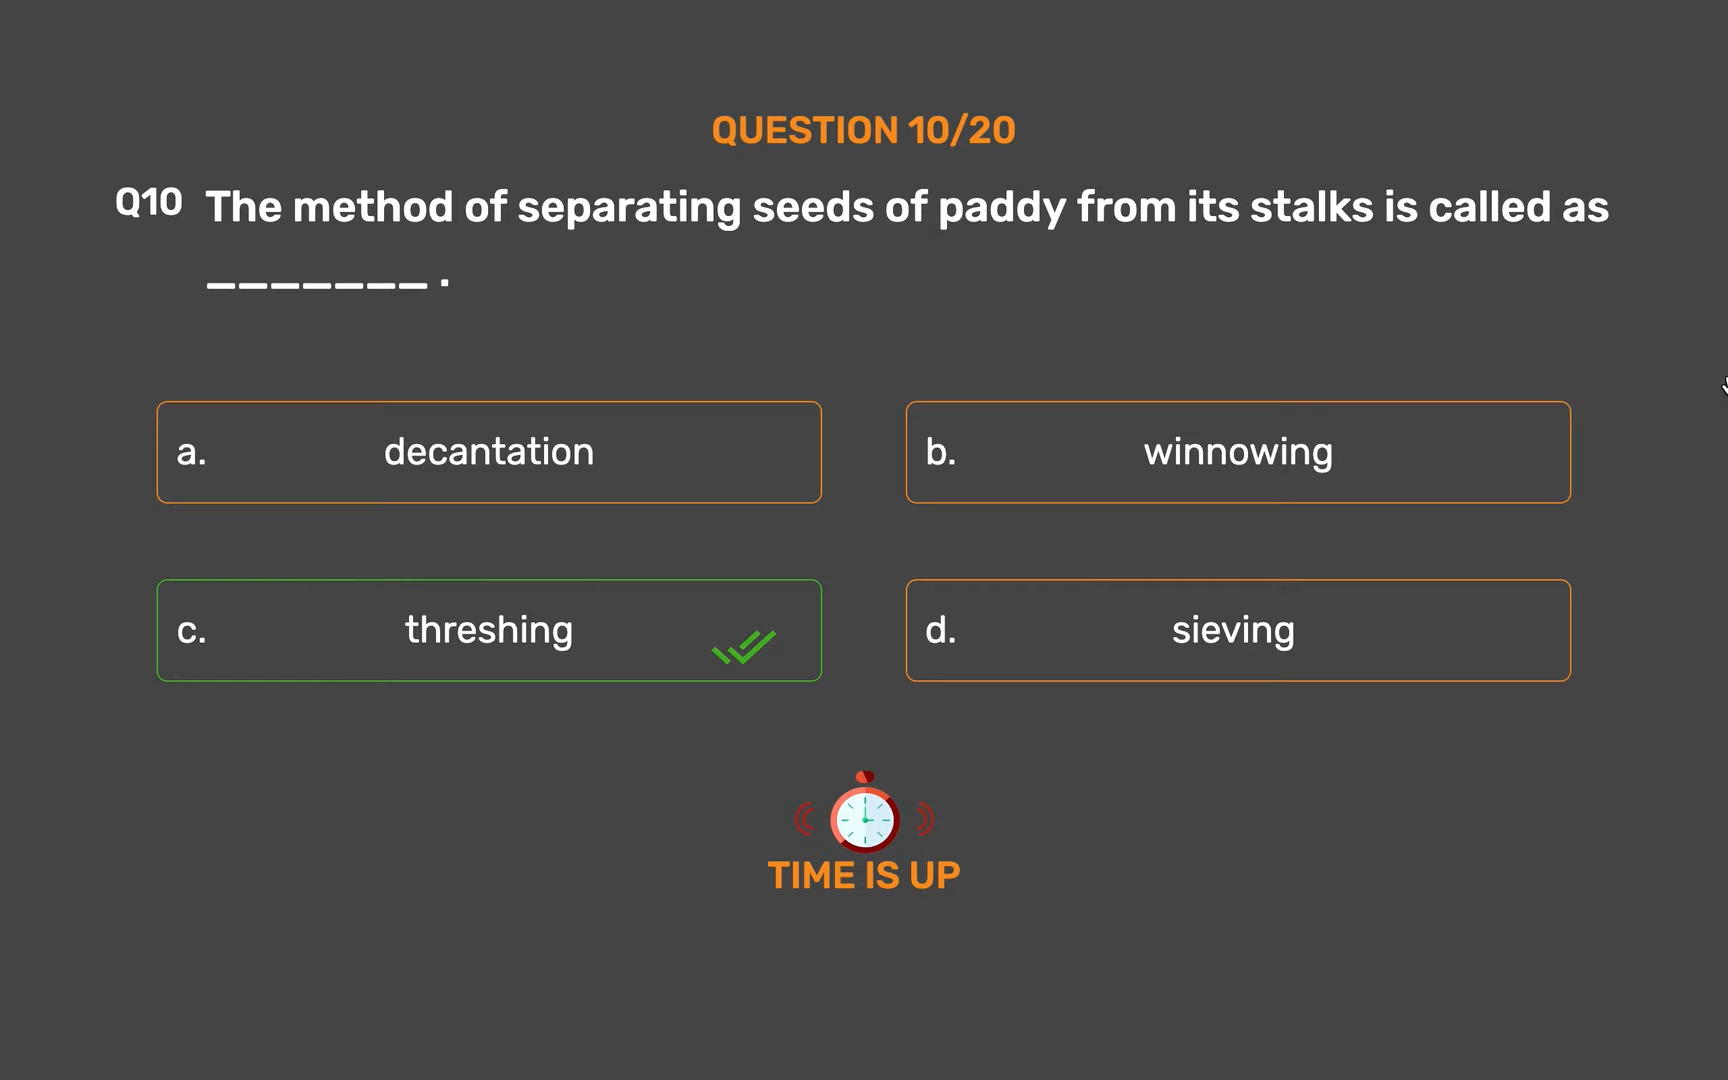 QUESTION 10/20
Q10 The method of separating seeds of paddy from its stalks is called as
_______ .
a. decantation
b. winnowing
c. threshing
d. sieving
TIME IS UP